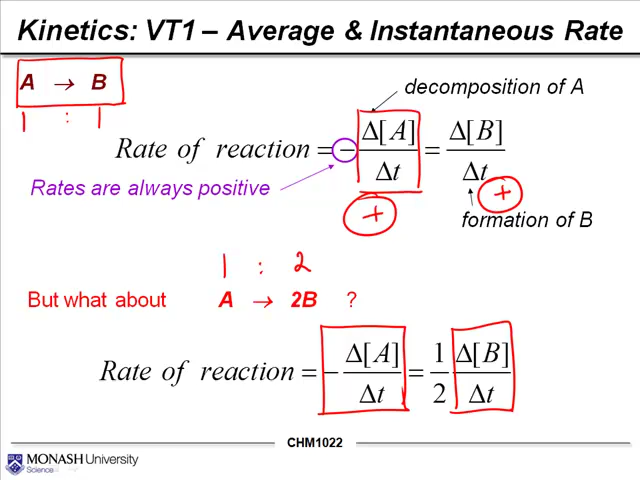 Kinetics: VT1 – Average & Instantaneous Rate
A → B
1 : 1
decomposition of A
Rate of reaction = − Δ[A]/Δt = Δ[B]/Δt
Rates are always positive
+
+
formation of B
1 : 2
But what about A → 2B ?
Rate of reaction = − Δ[A]/Δt = 1/2 Δ[B]/Δt
CHM1022
MONASH University
Science